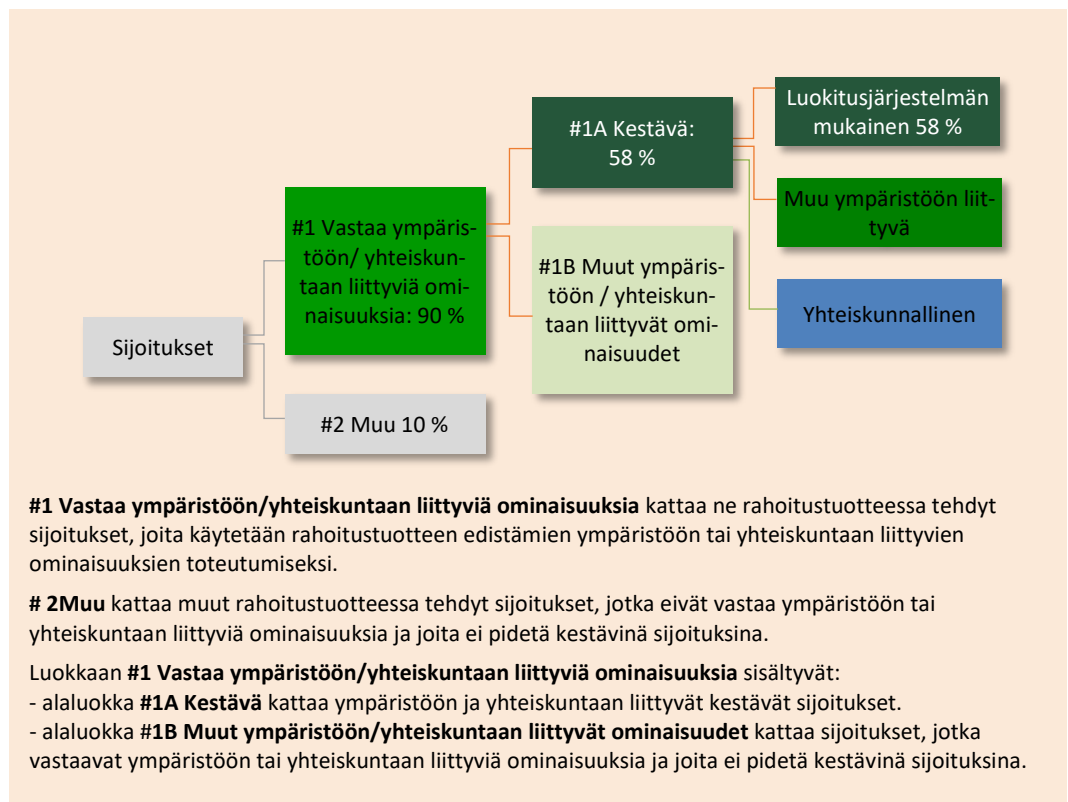 Sijoitukset
#1 Vastaa ympäris-
töön/ yhteiskun-
taan liittyviä omi-
naisuuksia: 90 %
#2 Muu 10 %
#1A Kestävä:
58 %
#1B Muut ympäris-
töön / yhteiskun-
taan liittyvät omi-
naisuudet
Luokitusjärjestelmän
mukainen 58 %
Muu ympäristöön liit-
tyvä
Yhteiskunnallinen
#1 Vastaa ympäristöön/yhteiskuntaan liittyviä ominaisuuksia kattaa ne rahoitustuotteessa tehdyt
sijoitukset, joita käytetään rahoitustuotteen edistämien ympäristöön tai yhteiskuntaan liittyvien
ominaisuuksien toteutumiseksi.
# 2Muu kattaa muut rahoitustuotteessa tehdyt sijoitukset, jotka eivät vastaa ympäristöön tai
yhteiskuntaan liittyviä ominaisuuksia ja joita ei pidetä kestävinä sijoituksina.
Luokkaan #1 Vastaa ympäristöön/yhteiskuntaan liittyviä ominaisuuksia sisältyvät:
- alaluokka #1A Kestävä kattaa ympäristöön ja yhteiskuntaan liittyvät kestävät sijoitukset.
- alaluokka #1B Muut ympäristöön/yhteiskuntaan liittyvät ominaisuudet kattaa sijoitukset, jotka
vastaavat ympäristöön tai yhteiskuntaan liittyviä ominaisuuksia ja joita ei pidetä kestävinä sijoituksina.